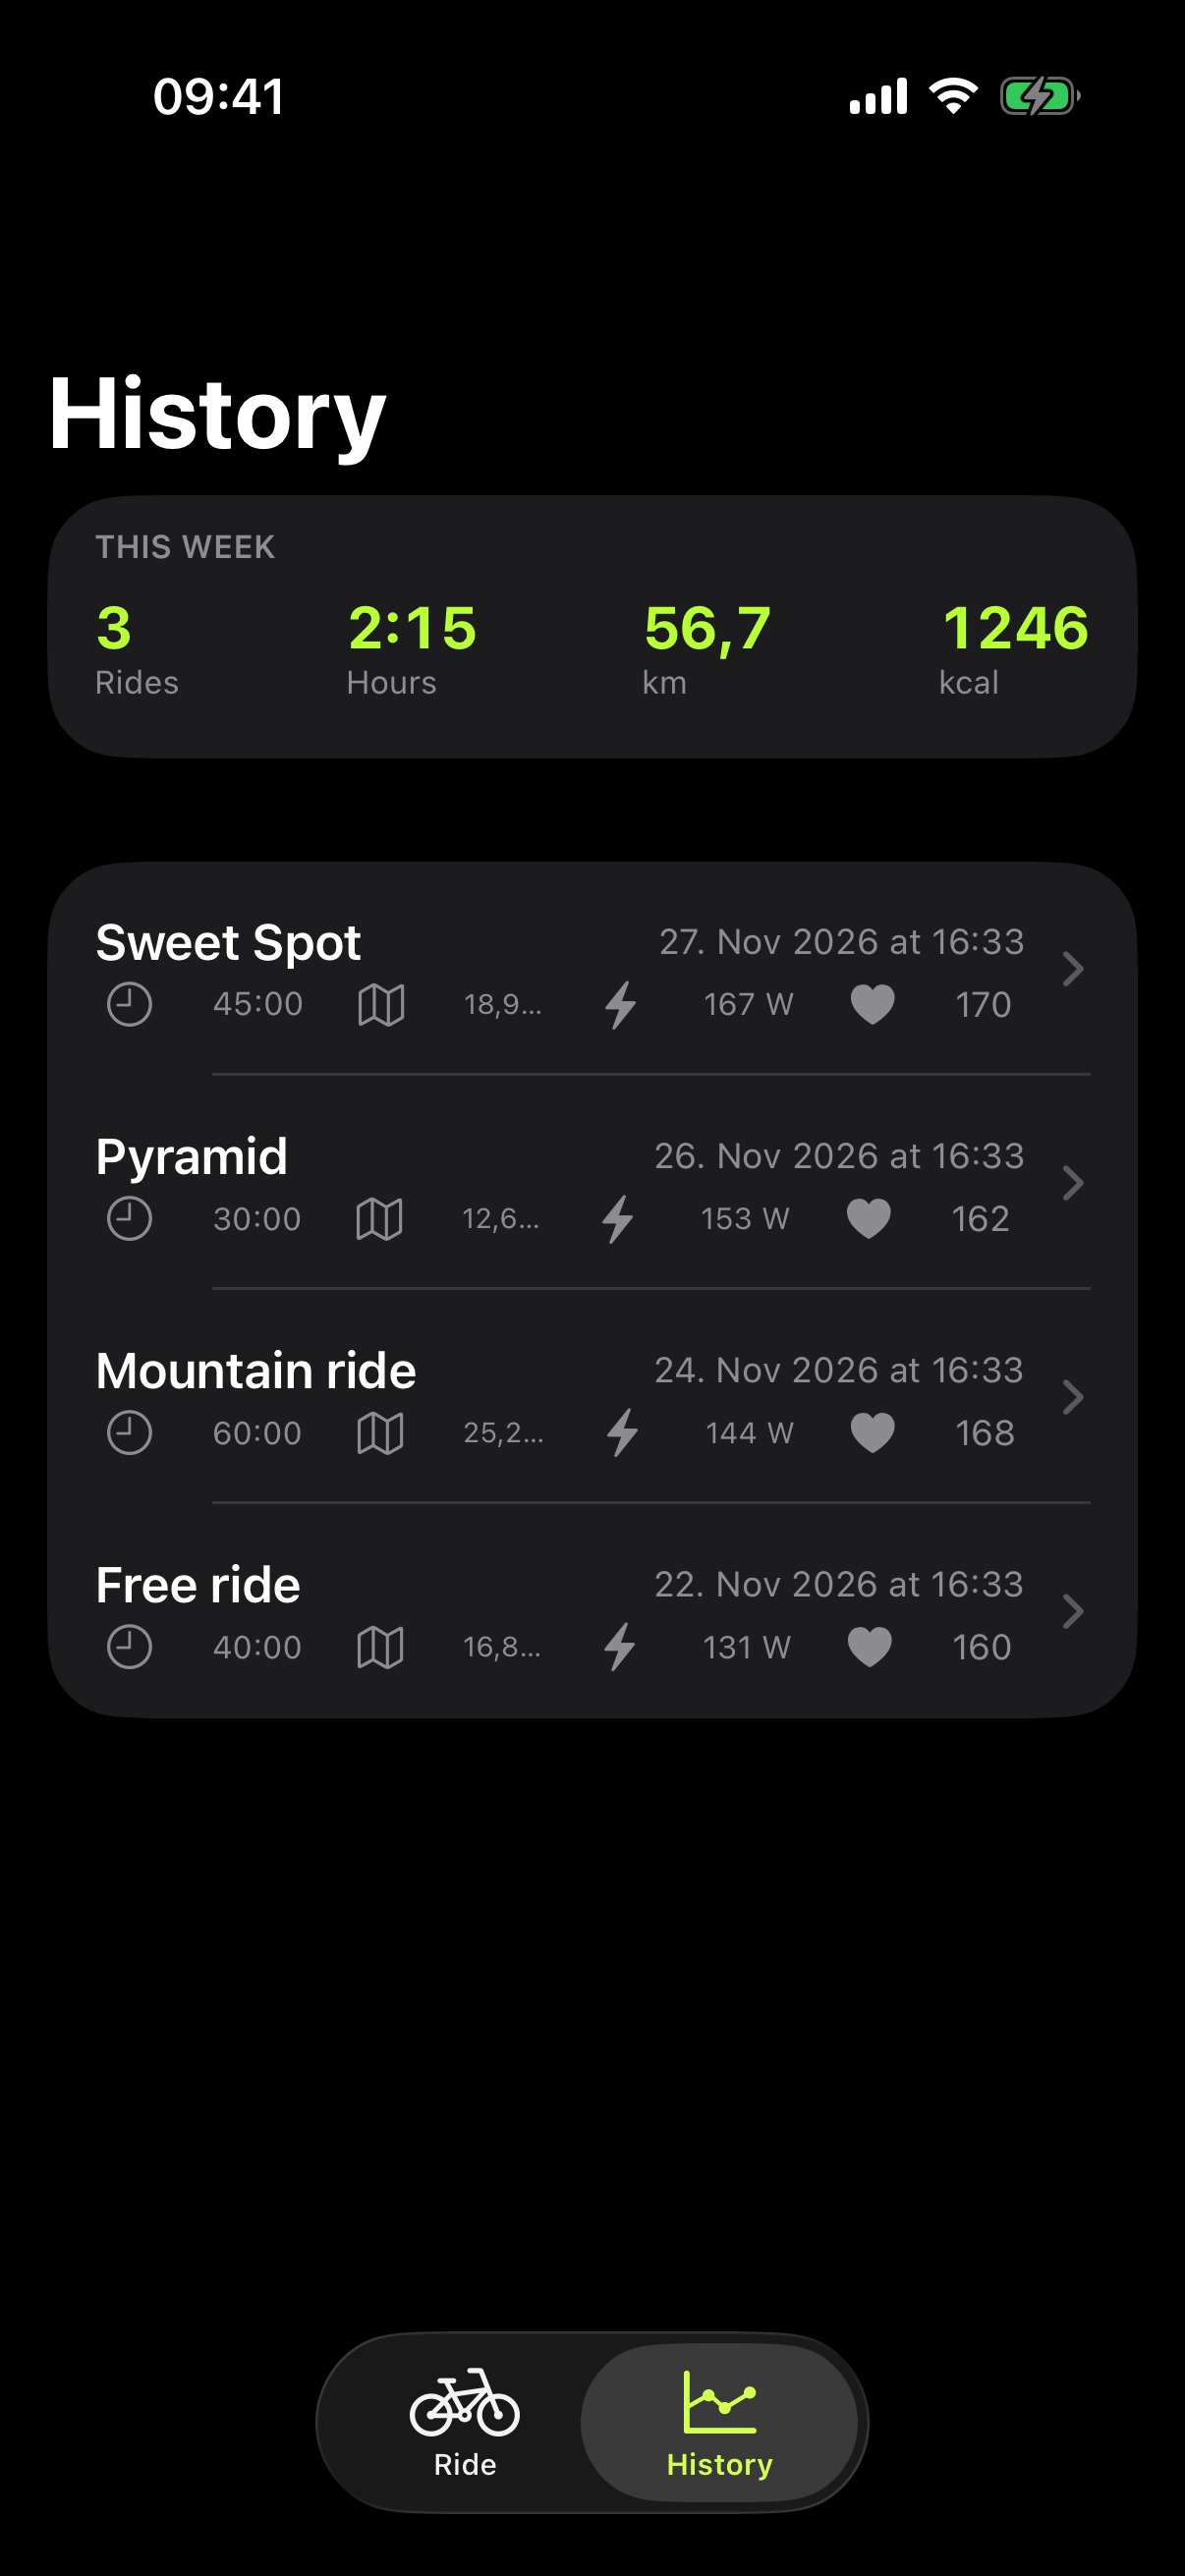 09:41
History
THIS WEEK
3 2:15 56,7 1246
Rides Hours km kcal
Sweet Spot 27. Nov 2026 at 16:33
45:00 18,9... 167 W 170
Pyramid 26. Nov 2026 at 16:33
30:00 12,6... 153 W 162
Mountain ride 24. Nov 2026 at 16:33
60:00 25,2... 144 W 168
Free ride 22. Nov 2026 at 16:33
40:00 16,8... 131 W 160
Ride History